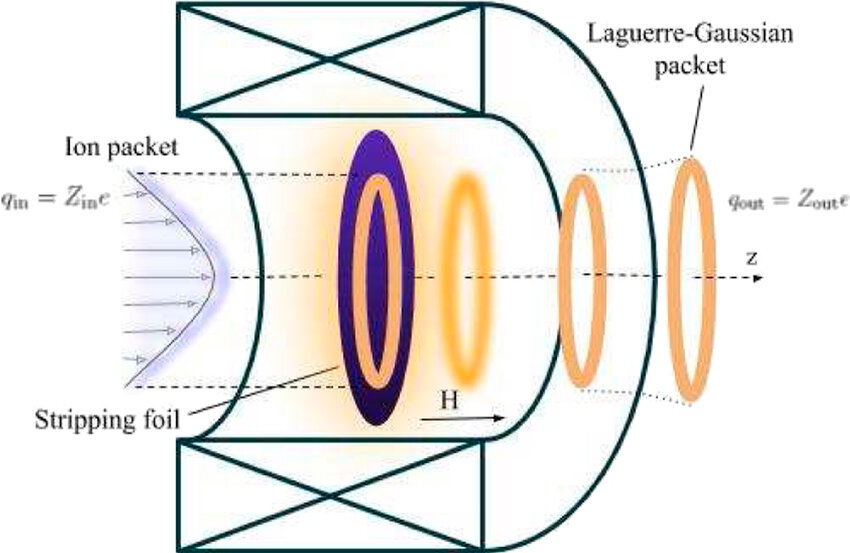 Laguerre-Gaussian
packet
Ion packet
q_in = Z_in e
q_out = Z_out e
z
H
Stripping foil